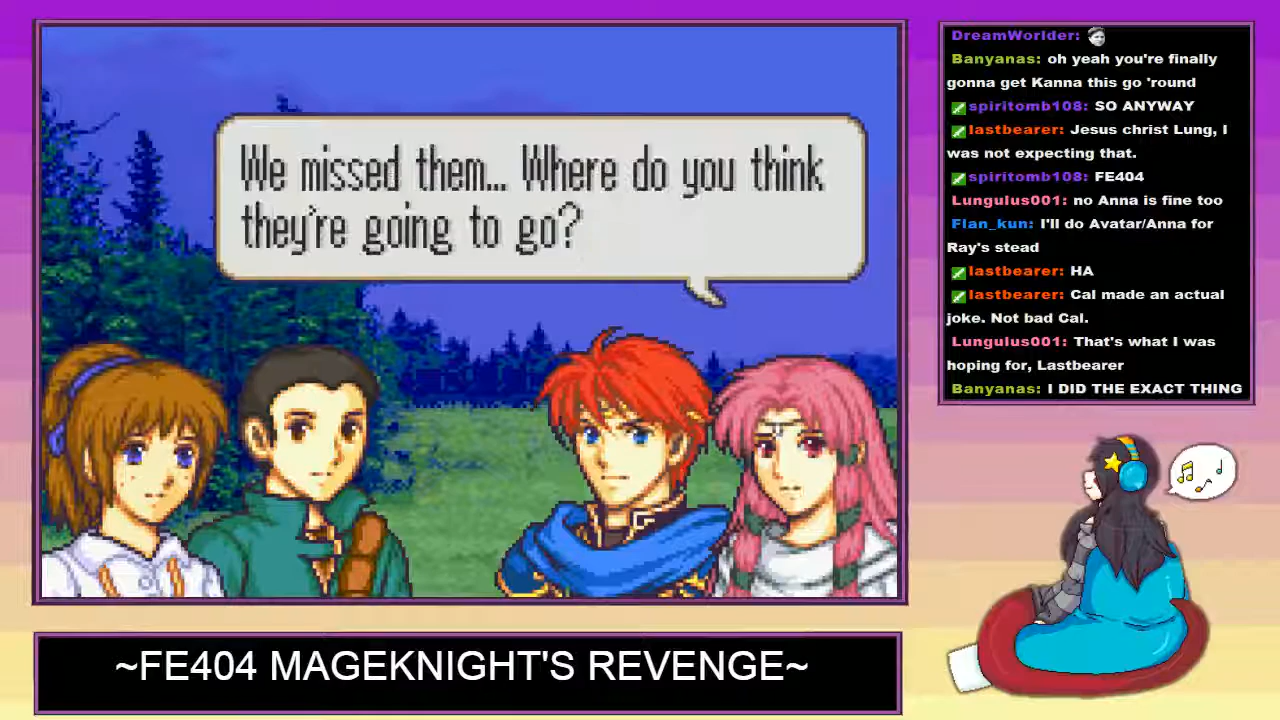 We missed them... Where do you think
they're going to go?
~FE404 MAGEKNIGHT'S REVENGE~
DreamWorlder:
Banyanas: oh yeah you're finally
gonna get Kanna this go 'round
spiritomb108: SO ANYWAY
lastbearer: Jesus christ Lung, I
was not expecting that.
spiritomb108: FE404
Lungulus001: no Anna is fine too
Flan_kun: I'll do Avatar/Anna for
Ray's stead
lastbearer: HA
lastbearer: Cal made an actual
joke. Not bad Cal.
Lungulus001: That's what I was
hoping for, Lastbearer
Banyanas: I DID THE EXACT THING